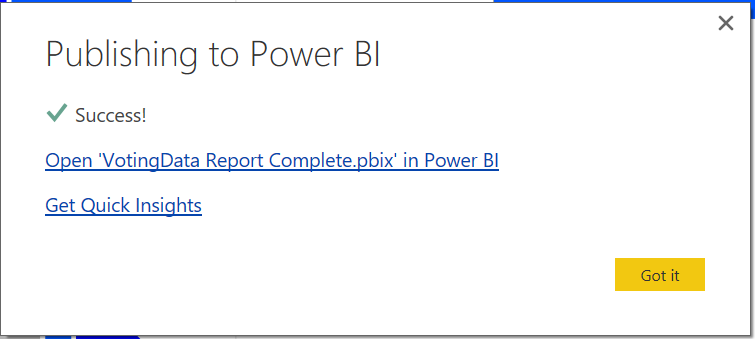 Publishing to Power BI
Success!
Open 'VotingData Report Complete.pbix' in Power BI
Get Quick Insights
Got it